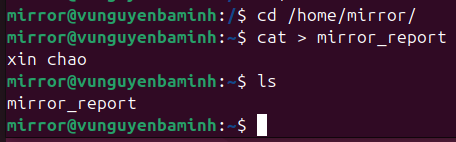 mirror@vunguyenbaminh:/$ cd /home/mirror/
mirror@vunguyenbaminh:~$ cat > mirror_report
xin chao
mirror@vunguyenbaminh:~$ ls
mirror_report
mirror@vunguyenbaminh:~$